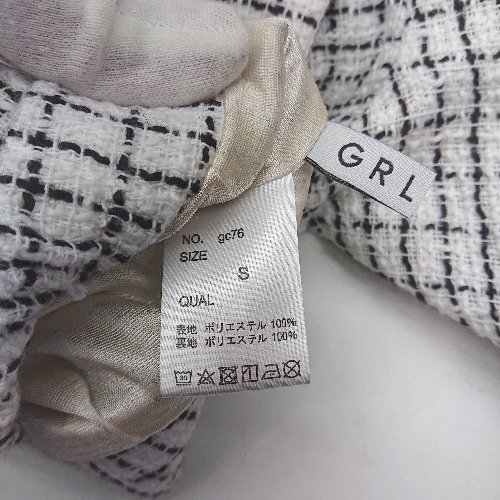 GRL
NO. gc76
SIZE
S
QUAL
表地 ポリエステル 100%
裏地 ポリエステル 100%